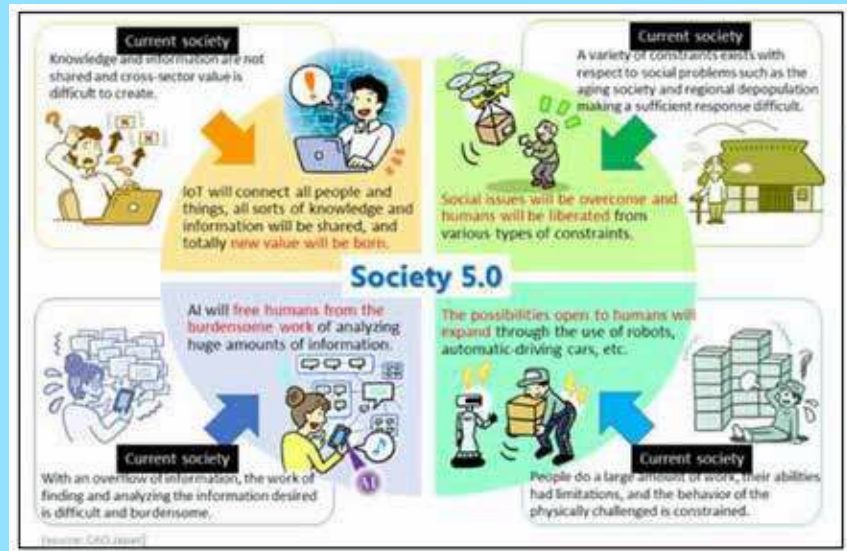 Current society
Knowledge and information are not
shared and cross-sector value is
difficult to create.
IoT will connect all people and
things, all sorts of knowledge and
information will be shared, and
totally new value will be born.
Current society
A variety of constraints exists with
respect to social problems such as the
aging society and regional depopulation
making a sufficient response difficult.
Social issues will be overcome and
humans will be liberated from
various types of constraints.
Society 5.0
AI will free humans from the
burdensome work of analyzing
huge amounts of information.
AI
Current society
With an overflow of information, the work of
finding and analyzing the information desired
is difficult and burdensome.
The possibilities open to humans will
expand through the use of robots,
automatic-driving cars, etc.
Current society
People do a large amount of work, their abilities
had limitations, and the behavior of the
physically challenged is constrained.
(source: CAO Japan)